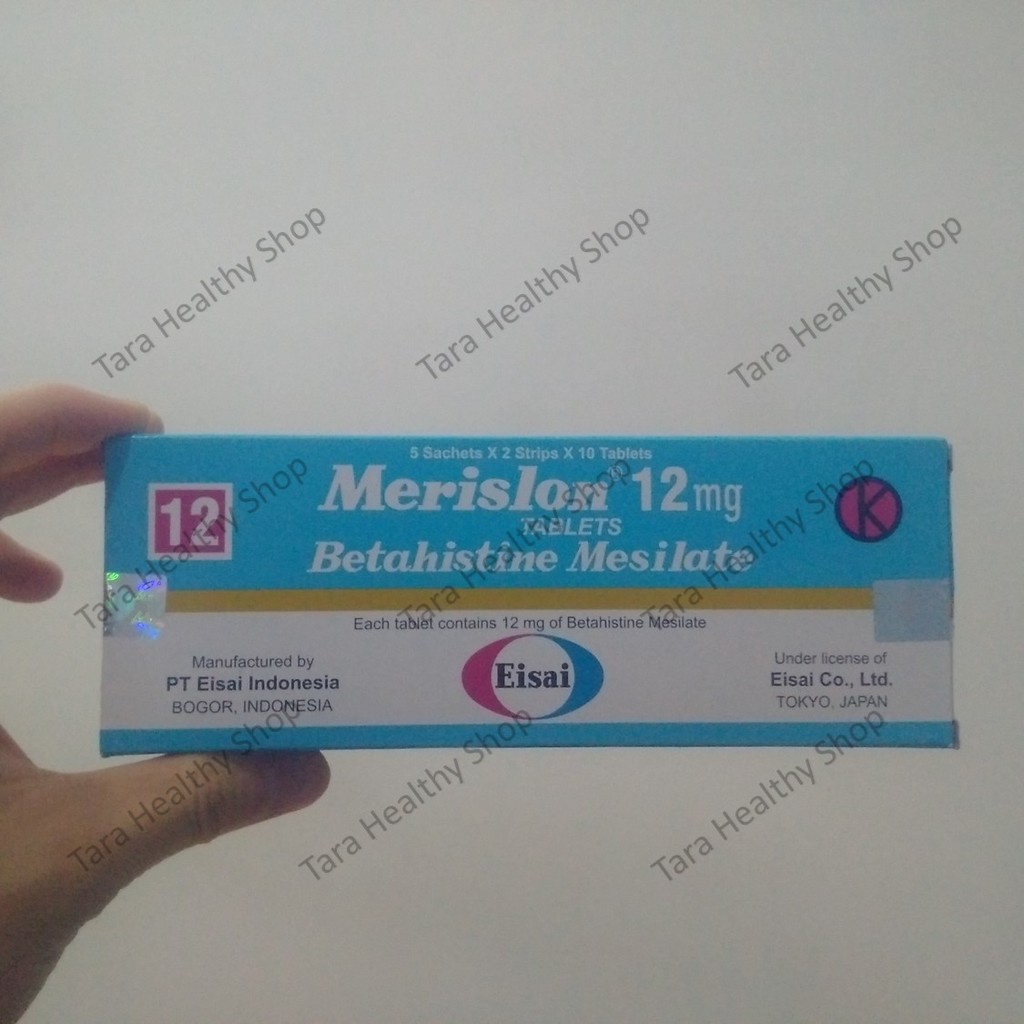 Tara Healthy Shop
Tara Healthy Shop
Tara Healthy Shop
5 Sachets X 2 Strips X 10 Tablets
12
Merislon® 12 mg
K
TABLETS
Betahistine Mesilate
Tara Healthy Shop
Tara Healthy Shop
Tara Healthy Shop
Each tablet contains 12 mg of Betahistine Mesilate
Manufactured by
PT Eisai Indonesia
BOGOR, INDONESIA
Eisai
Under license of
Eisai Co., Ltd.
TOKYO, JAPAN
Tara Healthy Shop
Tara Healthy Shop
Tara Healthy Shop